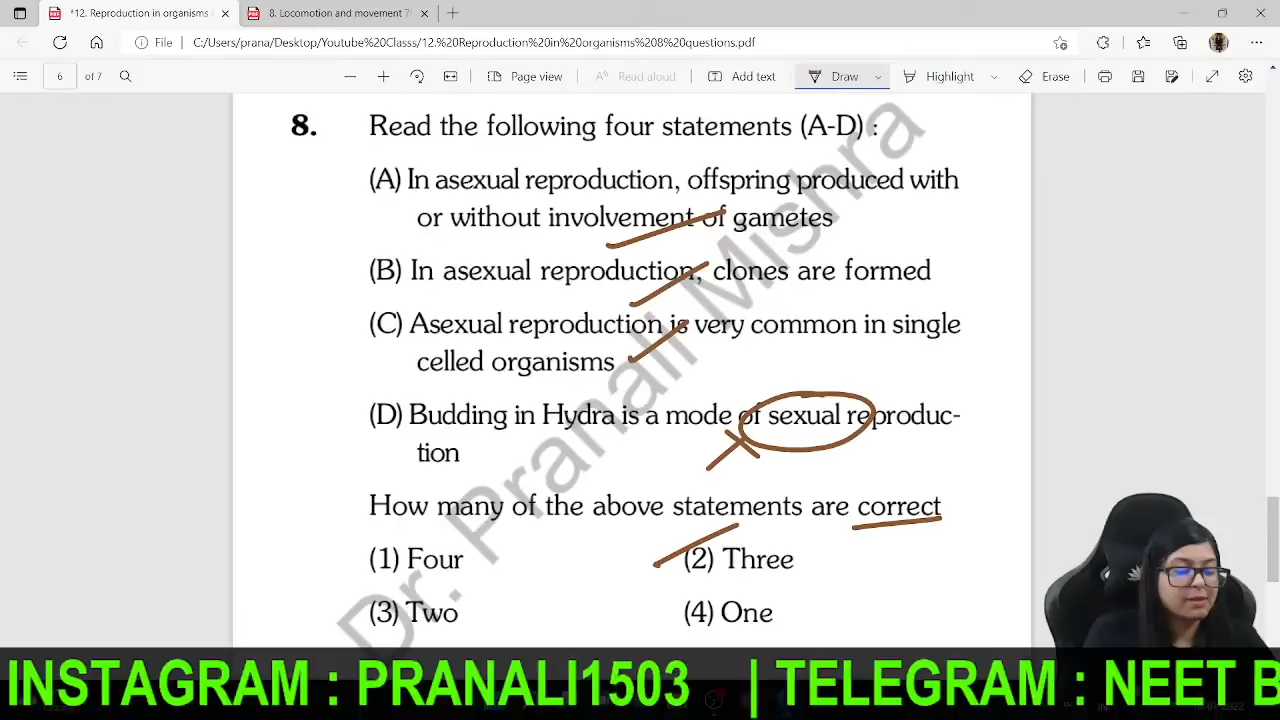 *12. Reproduction in organisms
8. Locomotion and movement 7
File C:/Users/prana/Desktop/Youtube%20Classs/12.%20Reproduction%20in%20organisms%208%20questions.pdf
6 of 7 Page view Read aloud Add text Draw Highlight Erase
8. Read the following four statements (A-D) :
(A) In asexual reproduction, offspring produced with
or without involvement of gametes
(B) In asexual reproduction, clones are formed
(C) Asexual reproduction is very common in single
celled organisms
(D) Budding in Hydra is a mode of sexual reproduc-
tion
How many of the above statements are correct
(1) Four (2) Three
(3) Two (4) One
Dr. Pranali Mishra
INSTAGRAM : PRANALI1503 | TELEGRAM : NEET B